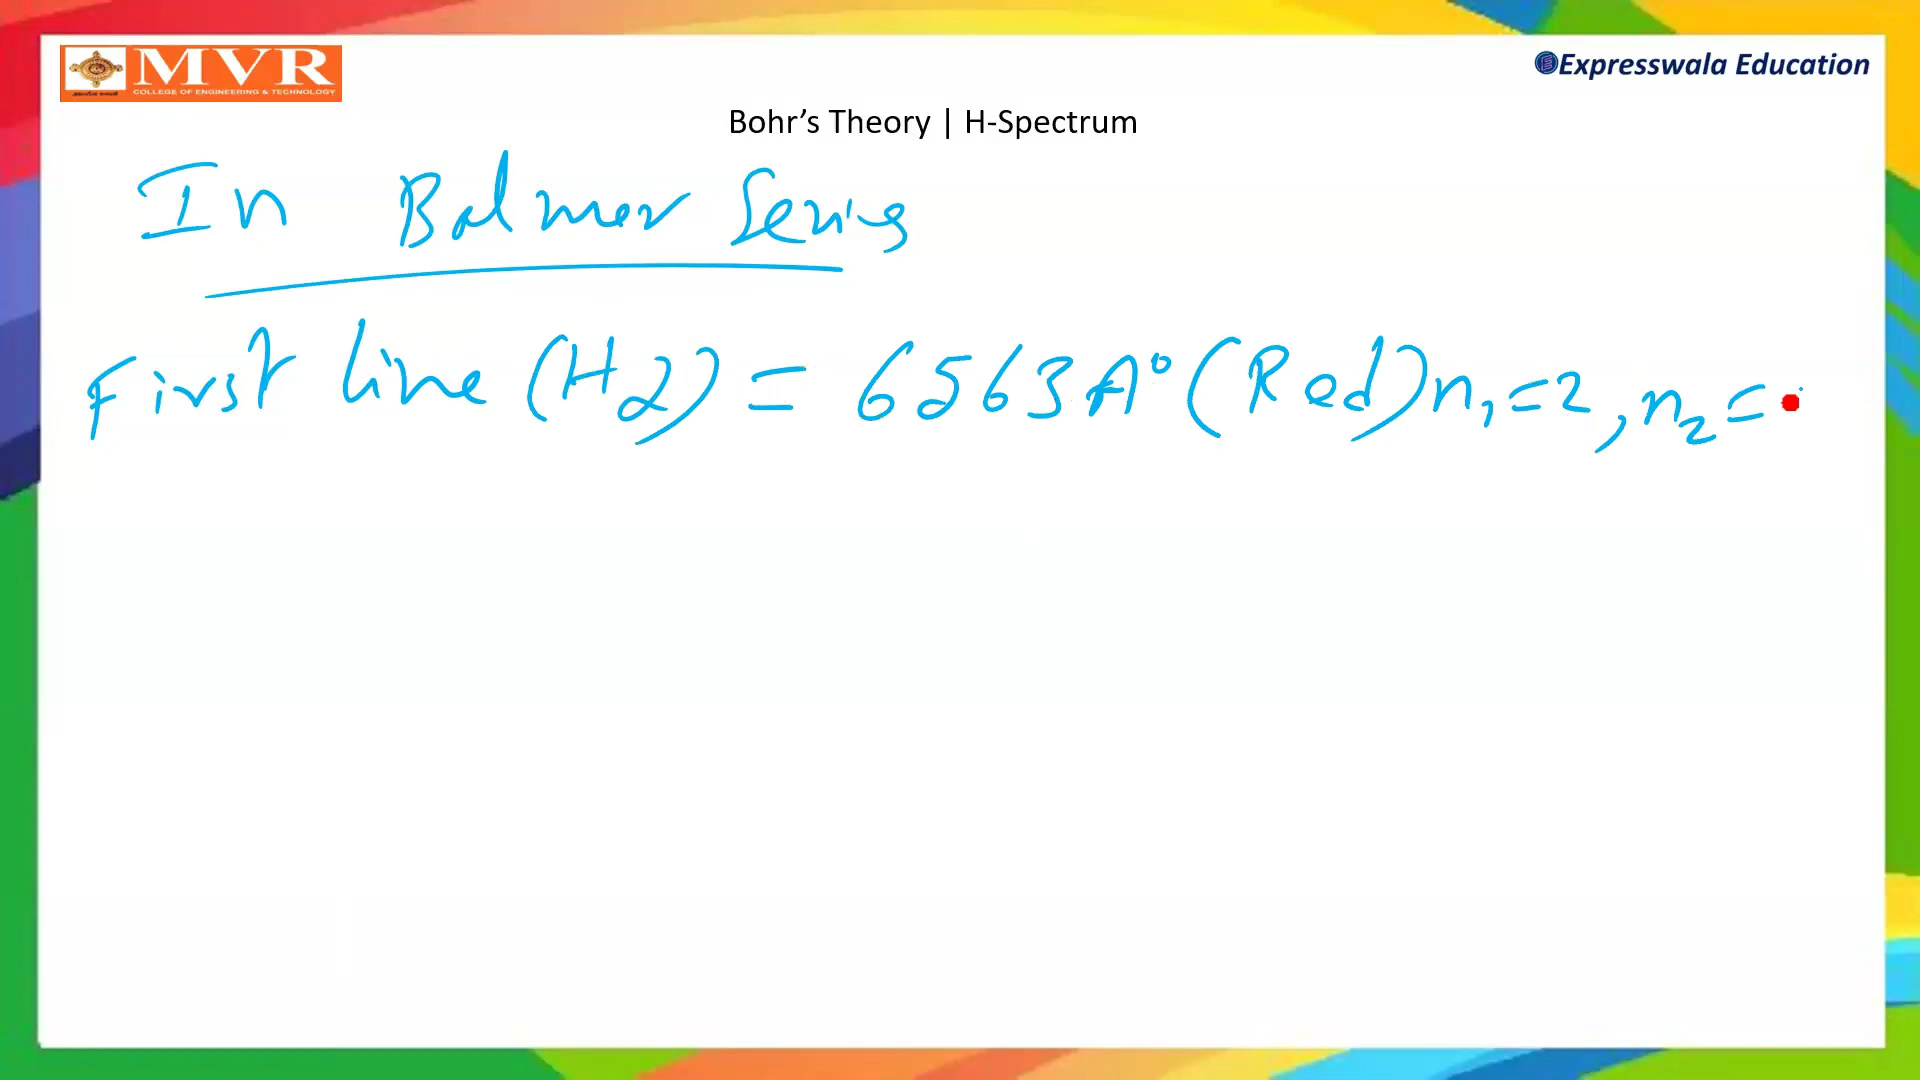 MVR
COLLEGE OF ENGINEERING & TECHNOLOGY
Expresswala Education
Bohr's Theory | H-Spectrum
In Balmer Series
First line (Hα) = 6563 A° (Red) n₁=2, n₂=